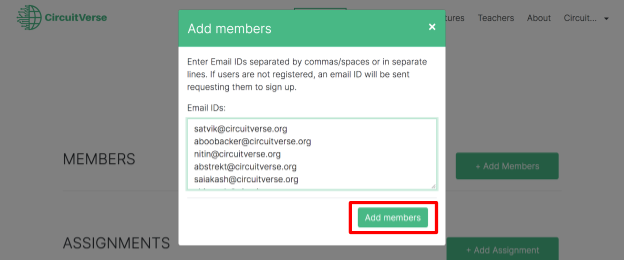 CircuitVerse
tures Teachers About Circuit...
Add members ×
Enter Email IDs separated by commas/spaces or in separate
lines. If users are not registered, an email ID will be sent
requesting them to sign up.
Email IDs:
satvik@circuitverse.org
aboobacker@circuitverse.org
nitin@circuitverse.org
abstrekt@circuitverse.org
saiakash@circuitverse.org
Add members
MEMBERS
+ Add Members
ASSIGNMENTS
+ Add Assignment